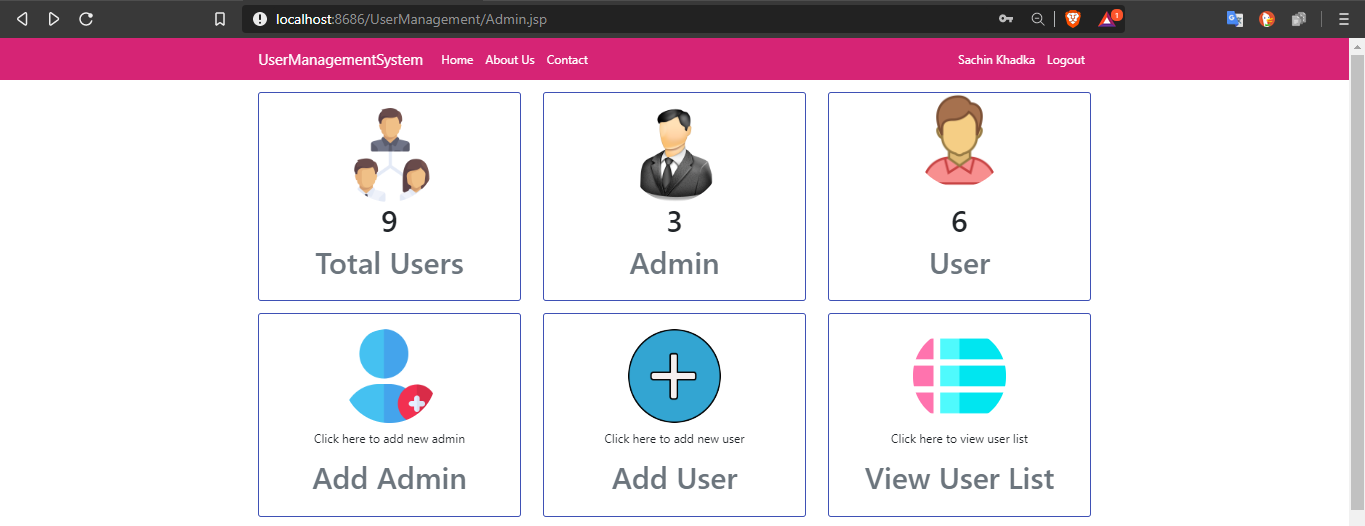 localhost:8686/UserManagement/Admin.jsp
1
UserManagementSystem Home About Us Contact Sachin Khadka Logout
9
Total Users
3
Admin
6
User
Click here to add new admin
Add Admin
Click here to add new user
Add User
Click here to view user list
View User List